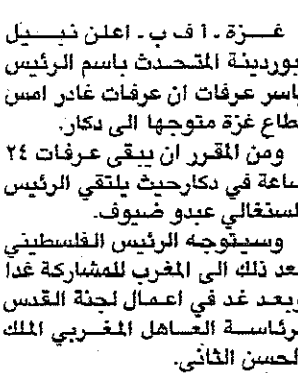 غــزة ـ ا ف ب ـ اعلن نبــيل
بوردينة المتحدث باسم الرئيس
ياسر عرفات ان عرفات غادر امس
قطاع غزة متوجها الى دكار.
ومن المقرر ان يبقى عرفات ٢٤
ساعة في دكارحيث يلتقي الرئيس
السنغالي عبدو ضيوف.
وسيتوجه الرئيس الفلسطيني
بعد ذلك الى المغرب للمشاركة غدا
وبعد غد في اعمال لجنة القدس
برئاسة العاهل المغربي الملك
الحسن الثاني.